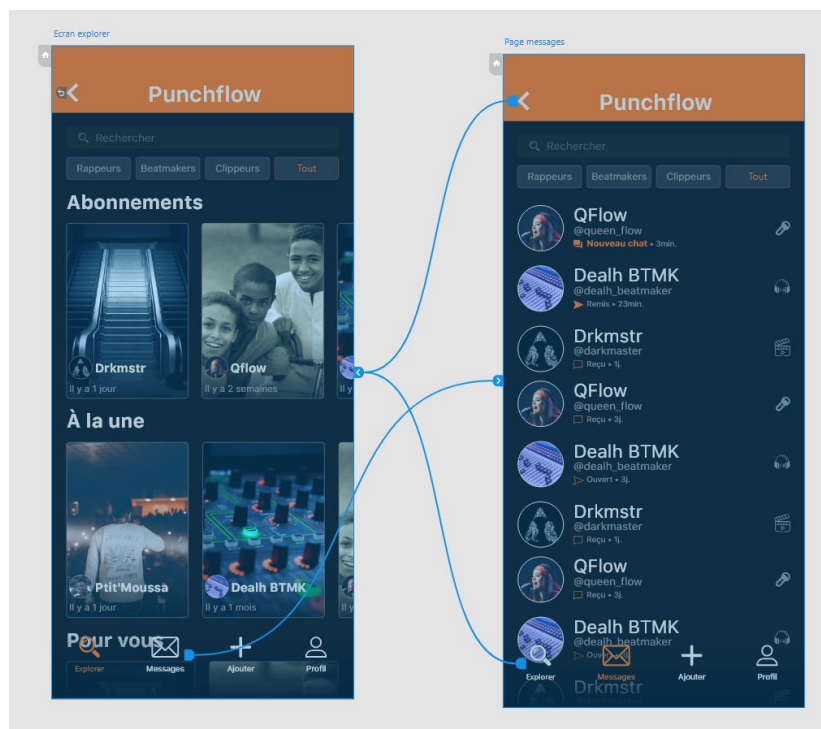 Ecran explorer
Punchflow
Rechercher
Rappeurs Beatmakers Clippeurs Tout
Abonnements
Drkmstr
Il y a 1 jour
Qflow
Il y a 2 semaines
Il y
À la une
Ptit'Moussa
Il y a 1 jour
Dealh BTMK
Il y a 1 mois
Il y
Pour vous
Explorer Messages Ajouter Profil
Page messages
Punchflow
Rechercher
Rappeurs Beatmakers Clippeurs Tout
QFlow
@queen_flow
Nouveau chat • 3min.
Dealh BTMK
@dealh_beatmaker
Remis • 23min.
Drkmstr
@darkmaster
Reçu • 1j.
QFlow
@queen_flow
Reçu • 3j.
Dealh BTMK
@dealh_beatmaker
Ouvert • 3j.
Drkmstr
@darkmaster
Reçu • 1j.
QFlow
@queen_flow
Reçu • 3j.
Dealh BTMK
@dealh_beatmaker
Drkmstr
Explorer Messages Ajouter Profil